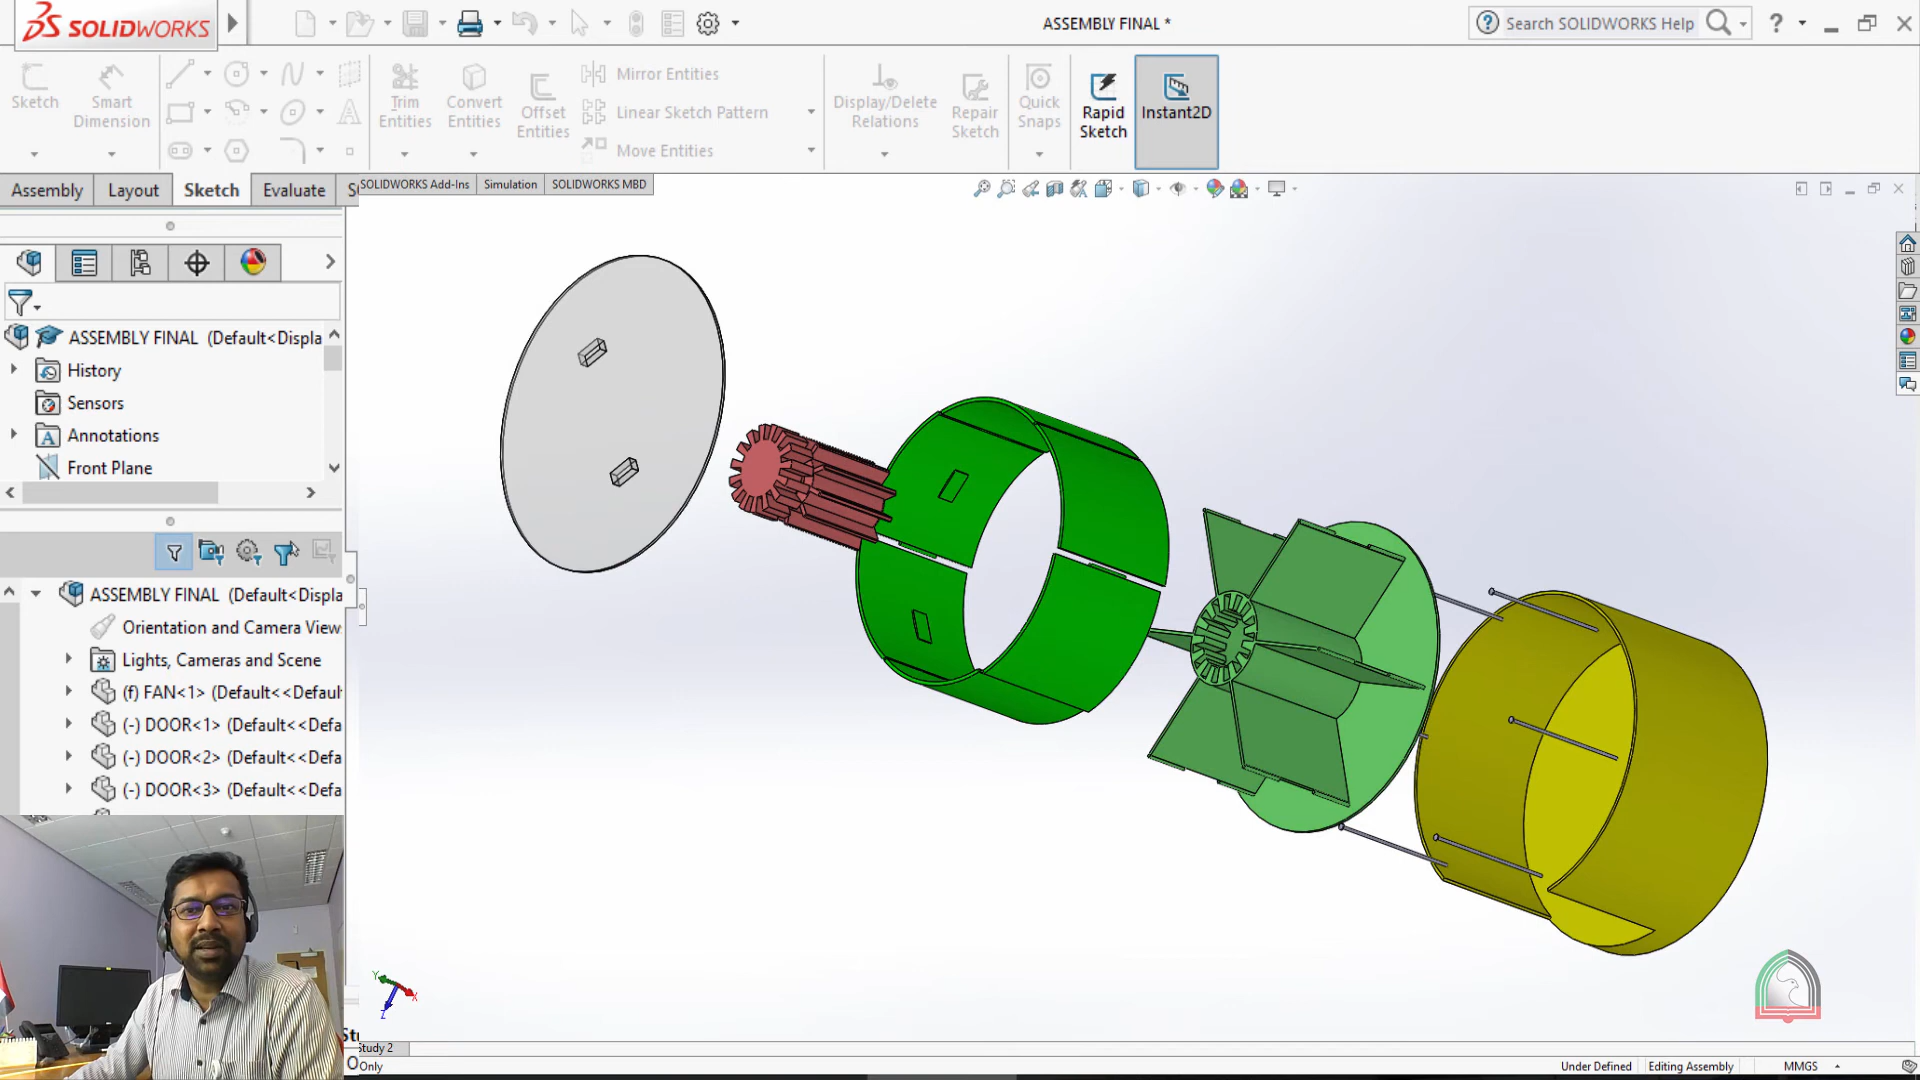 SOLIDWORKS
ASSEMBLY FINAL *
Search SOLIDWORKS Help
?
Sketch
Smart
Dimension
Trim
Entities
Convert
Entities
Offset
Entities
Mirror Entities
Linear Sketch Pattern
Move Entities
Display/Delete
Relations
Repair
Sketch
Quick
Snaps
Rapid
Sketch
Instant2D
Assembly
Layout
Sketch
Evaluate
SOLIDWORKS Add-Ins
Simulation
SOLIDWORKS MBD
ASSEMBLY FINAL (Default<Displa
History
Sensors
Annotations
Front Plane
ASSEMBLY FINAL (Default<Displa
Orientation and Camera View
Lights, Cameras and Scene
(f) FAN<1> (Default<<Defaul
(-) DOOR<1> (Default<<Defa
(-) DOOR<2> (Default<<Defa
(-) DOOR<3> (Default<<Defa
Y
X
Z
tudy 2
Only
Under Defined
Editing Assembly
MMGS